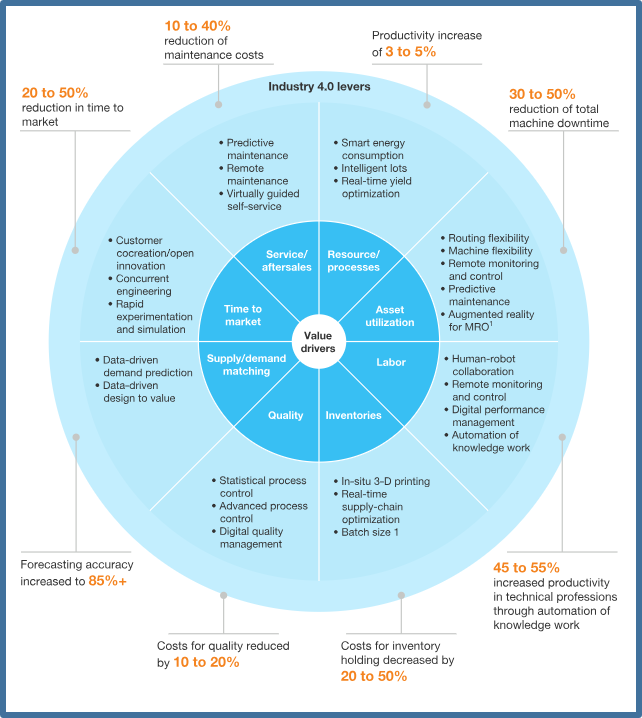 10 to 40%
reduction of
maintenance costs
Productivity increase
of 3 to 5%
20 to 50%
reduction in time to
market
30 to 50%
reduction of total
machine downtime
Industry 4.0 levers
• Predictive
maintenance
• Remote
maintenance
• Virtually guided
self-service
• Smart energy
consumption
• Intelligent lots
• Real-time yield
optimization
• Customer
cocreation/open
innovation
• Concurrent
engineering
• Rapid
experimentation
and simulation
• Routing flexibility
• Machine flexibility
• Remote monitoring
and control
• Predictive
maintenance
• Augmented reality
for MRO¹
Service/
aftersales
Resource/
processes
Time to
market
Asset
utilization
Value
drivers
Supply/demand
matching
Labor
Quality
Inventories
• Data-driven
demand prediction
• Data-driven
design to value
• Human-robot
collaboration
• Remote monitoring
and control
• Digital performance
management
• Automation of
knowledge work
• Statistical process
control
• Advanced process
control
• Digital quality
management
• In-situ 3-D printing
• Real-time
supply-chain
optimization
• Batch size 1
Forecasting accuracy
increased to 85%+
45 to 55%
increased productivity
in technical professions
through automation of
knowledge work
Costs for quality reduced
by 10 to 20%
Costs for inventory
holding decreased by
20 to 50%